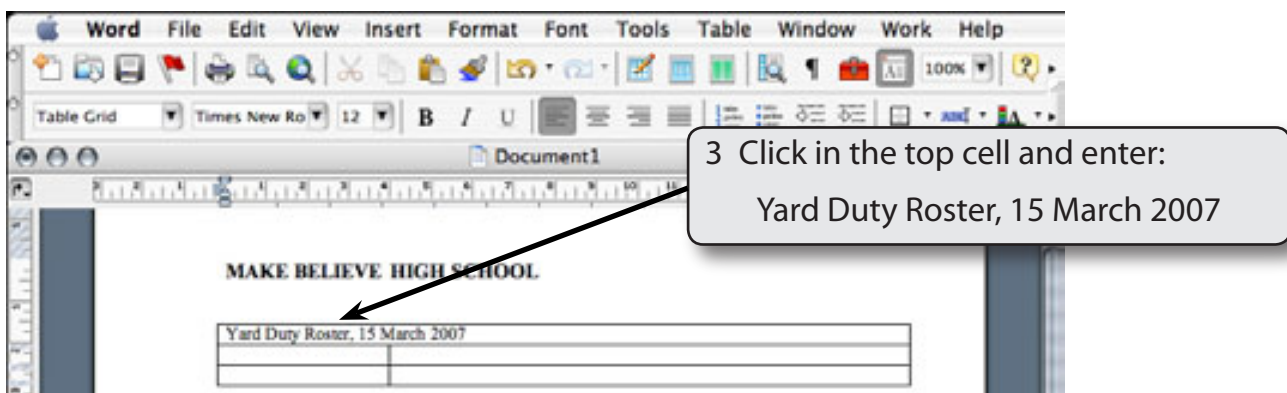 Word File Edit View Insert Format Font Tools Table Window Work Help
100%
Table Grid Times New Ro 12 B I U
Document1
3 Click in the top cell and enter:
Yard Duty Roster, 15 March 2007
MAKE BELIEVE HIGH SCHOOL
Yard Duty Roster, 15 March 2007